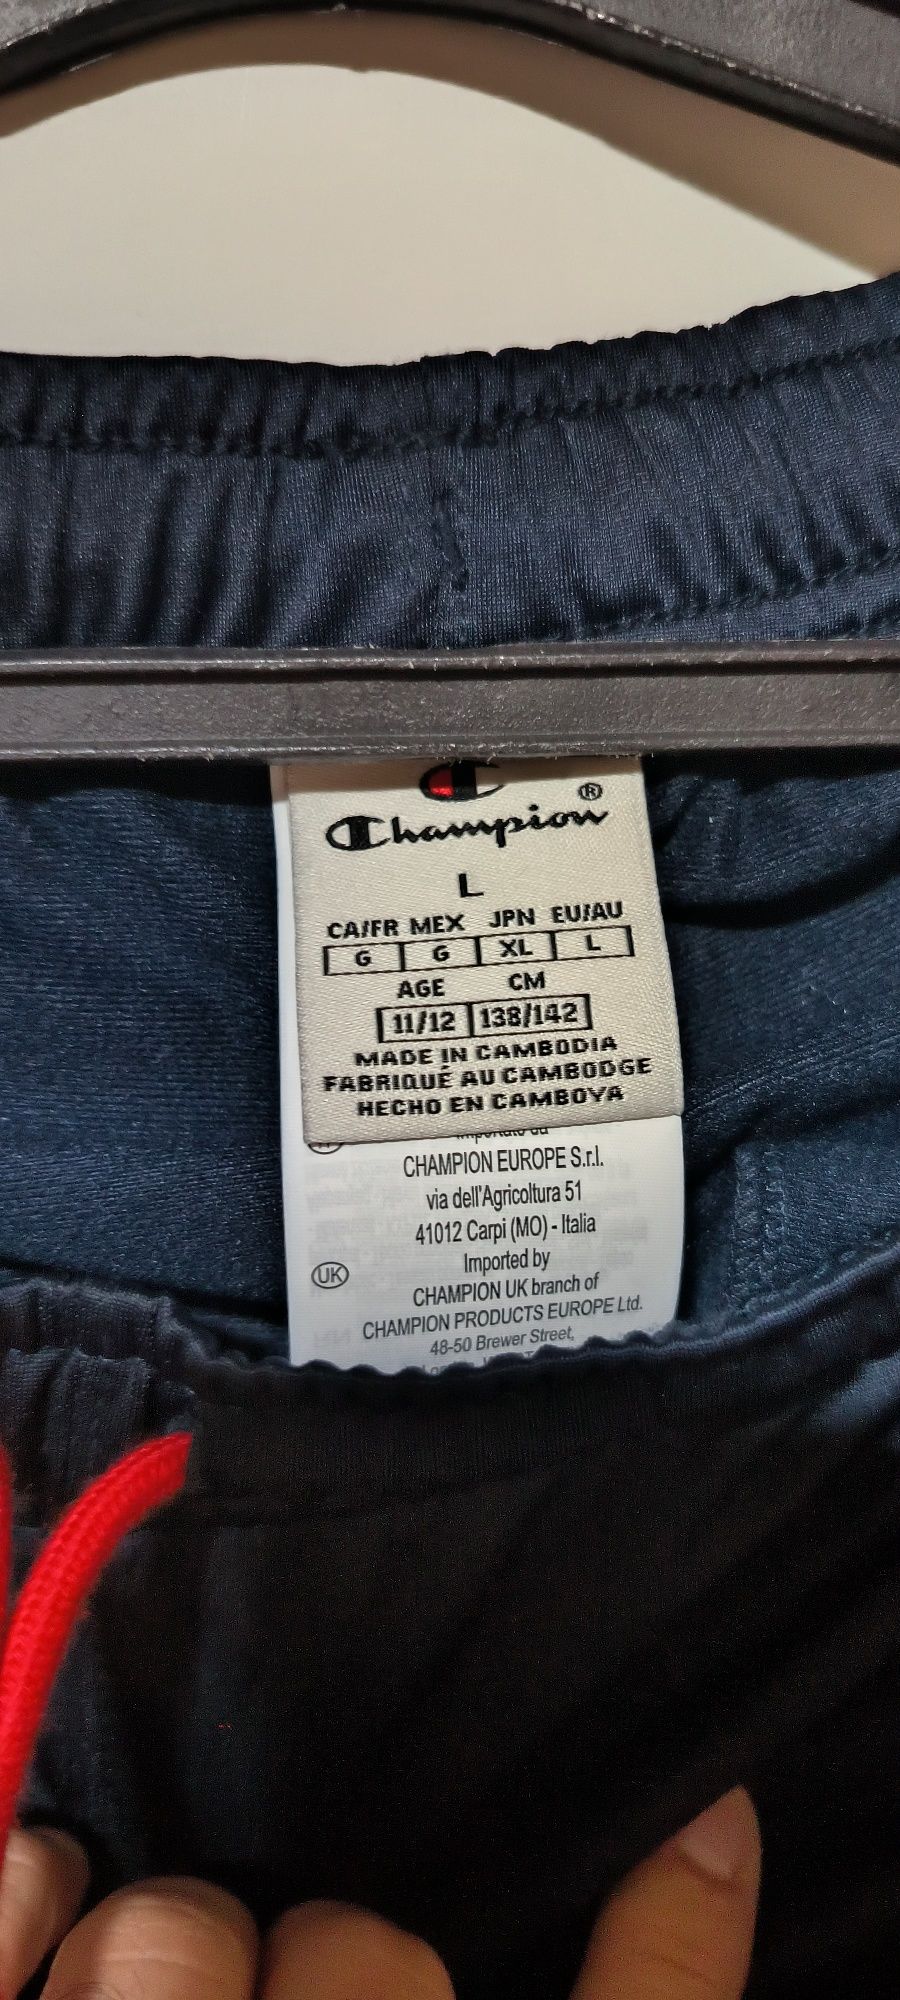 Champion®
L
CA/FR MEX JPN EU/AU
G G XL L
AGE CM
11/12 138/142
MADE IN CAMBODIA
FABRIQUÉ AU CAMBODGE
HECHO EN CAMBOYA
CHAMPION EUROPE S.r.l.
via dell'Agricoltura 51
41012 Carpi (MO) - Italia
Imported by
UK CHAMPION UK branch of
CHAMPION PRODUCTS EUROPE Ltd.
48-50 Brewer Street,